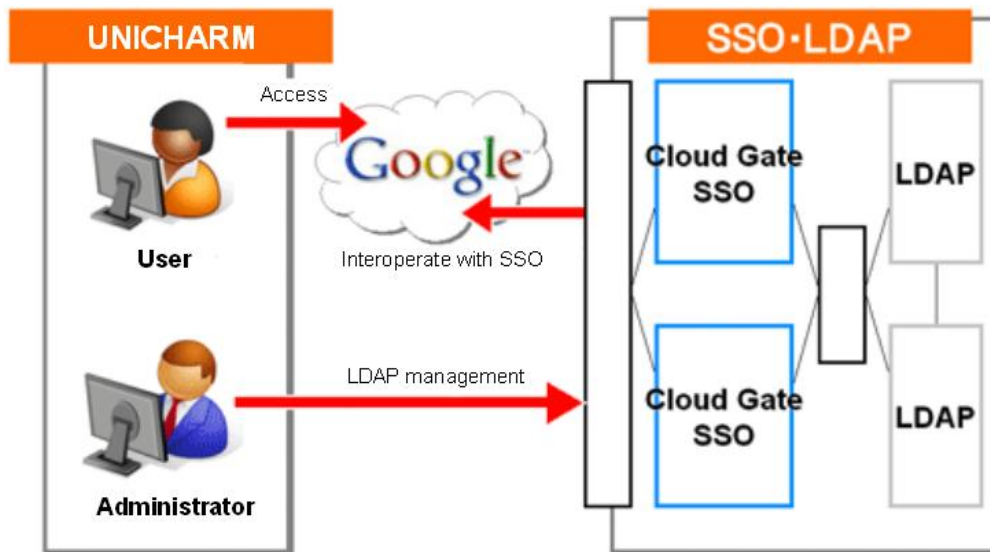 UNICHARM
SSO･LDAP
Access
Google
User
Interoperate with SSO
Cloud Gate
SSO
LDAP
LDAP management
Administrator
Cloud Gate
SSO
LDAP